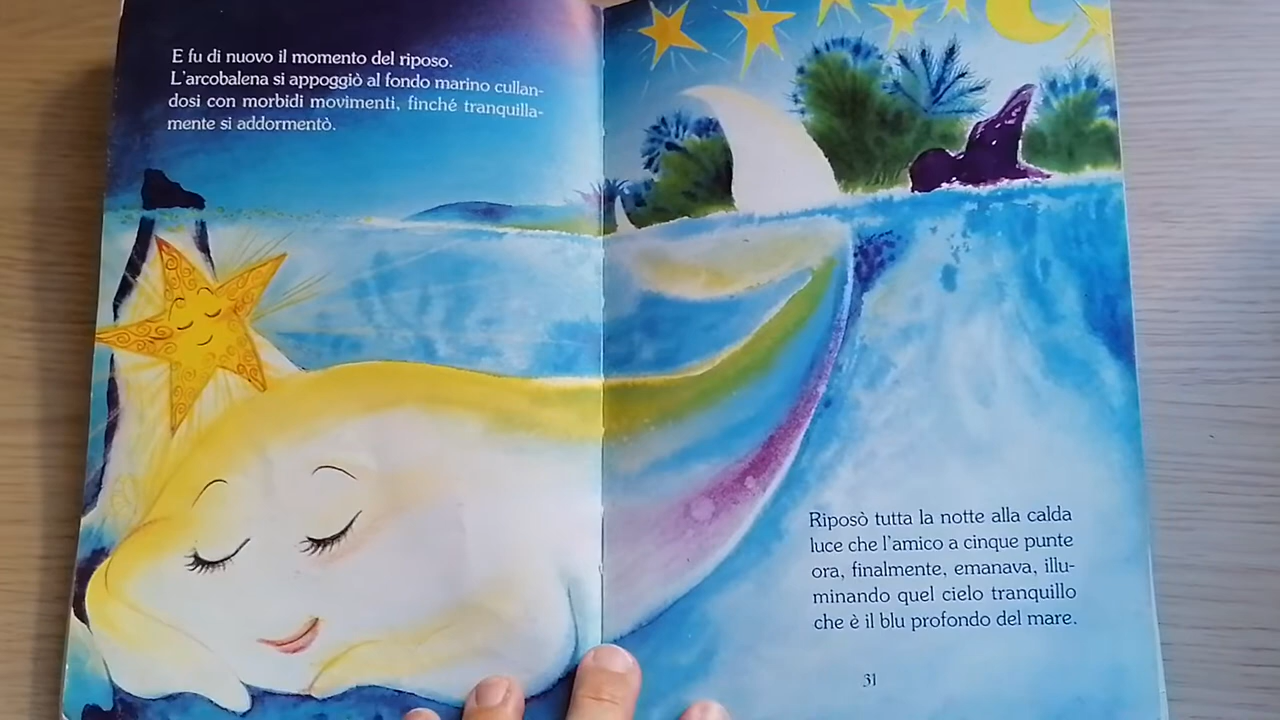 E fu di nuovo il momento del riposo.
L'arcobalena si appoggiò al fondo marino cullan-
dosi con morbidi movimenti, finché tranquilla-
mente si addormentò.
Riposò tutta la notte alla calda
luce che l'amico a cinque punte
ora, finalmente, emanava, illu-
minando quel cielo tranquillo
che è il blu profondo del mare.
31